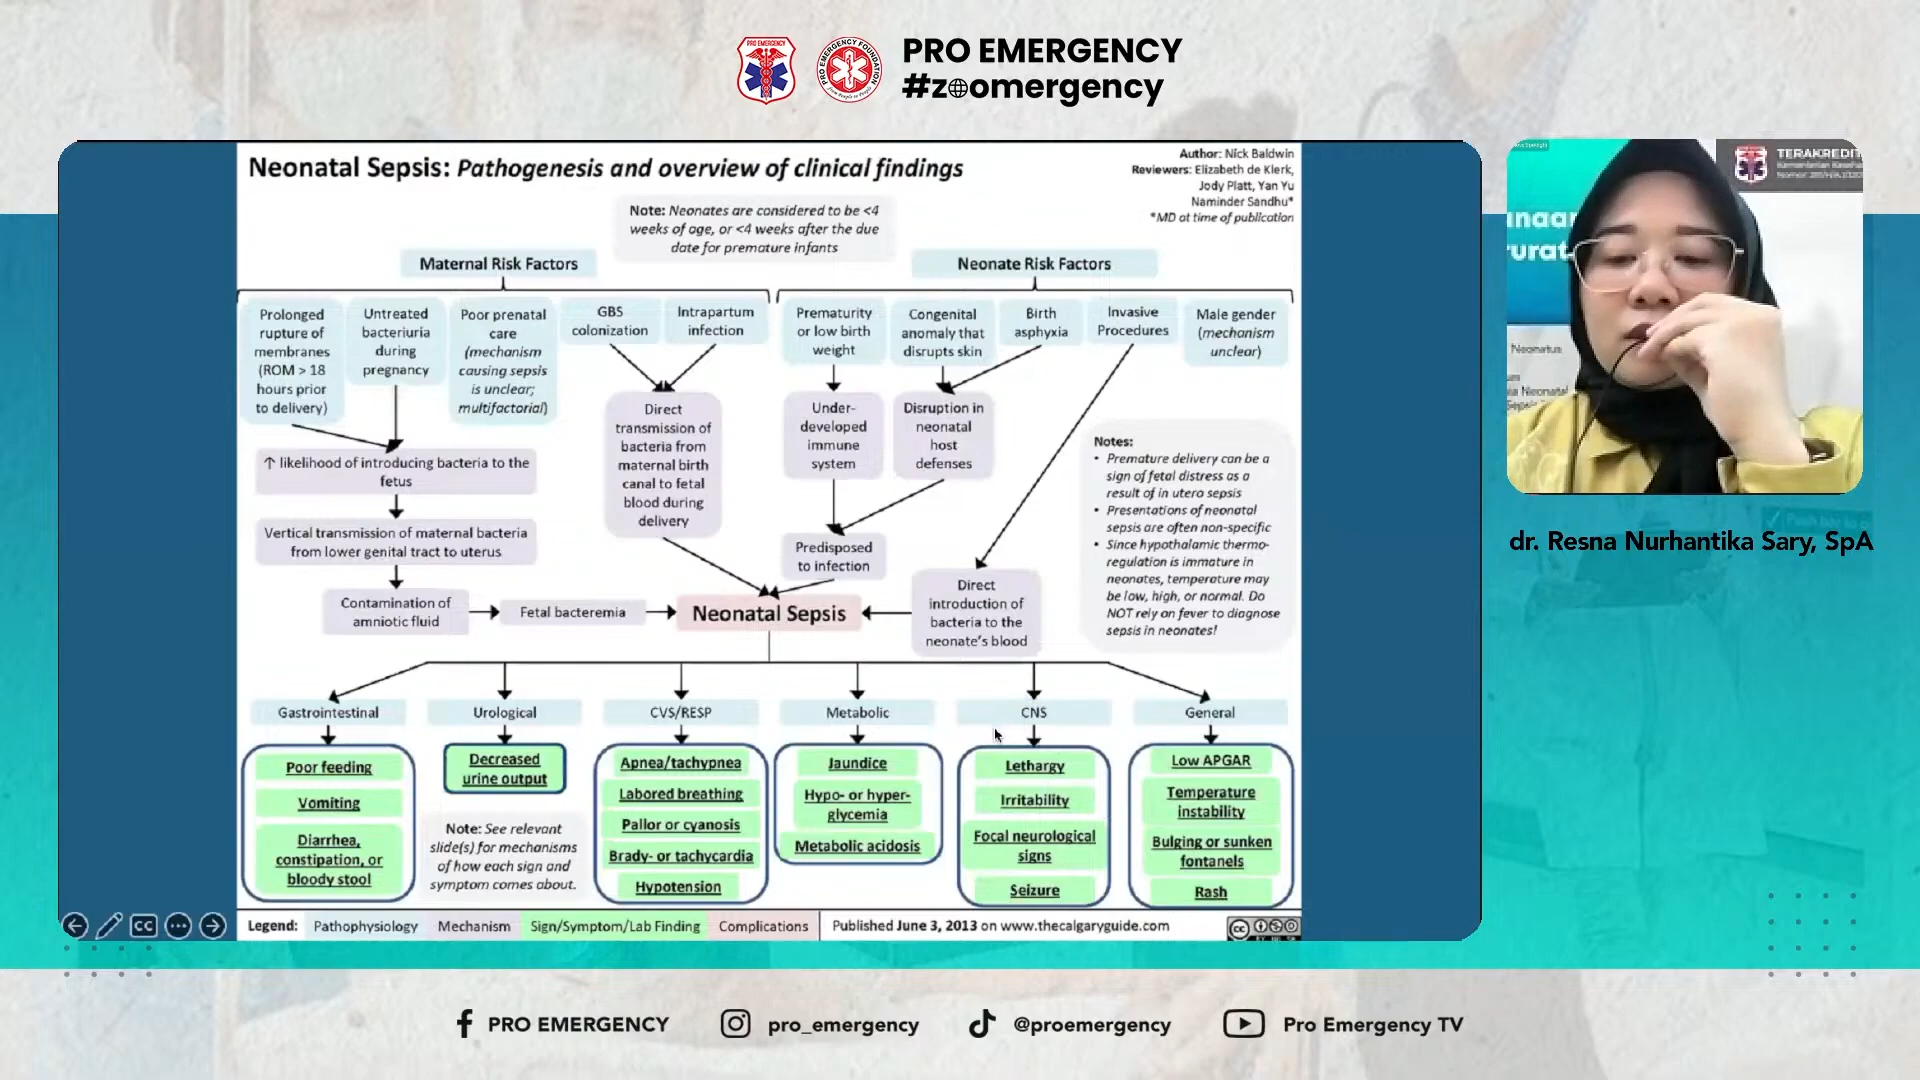 PRO EMERGENCY
PRO EMERGENCY
#zoomergency
Neonatal Sepsis: Pathogenesis and overview of clinical findings
Author: Nick Baldwin
Reviewers: Elizabeth de Klerk,
Jody Platt, Yan Yu
Naminder Sandhu*
*MD at time of publication
Note: Neonates are considered to be <4
weeks of age, or <4 weeks after the due
date for premature infants
Maternal Risk Factors
Neonate Risk Factors
Prolonged
rupture of
membranes
(ROM > 18
hours prior
to delivery)
Untreated
bacteriuria
during
pregnancy
Poor prenatal
care
(mechanism
causing sepsis
is unclear;
multifactorial)
GBS
colonization
Intrapartum
infection
Prematurity
or low birth
weight
Congenital
anomaly that
disrupts skin
Birth
asphyxia
Invasive
Procedures
Male gender
(mechanism
unclear)
↑ likelihood of introducing bacteria to the
fetus
Vertical transmission of maternal bacteria
from lower genital tract to uterus
Contamination of
amniotic fluid
Fetal bacteremia
Direct
transmission of
bacteria from
maternal birth
canal to fetal
blood during
delivery
Under-
developed
immune
system
Disruption in
neonatal
host
defenses
Predisposed
to infection
Neonatal Sepsis
Direct
introduction of
bacteria to the
neonate's blood
Notes:
• Premature delivery can be a
sign of fetal distress as a
result of in utero sepsis
• Presentations of neonatal
sepsis are often non-specific
• Since hypothalamic thermo-
regulation is immature in
neonates, temperature may
be low, high, or normal. Do
NOT rely on fever to diagnose
sepsis in neonates!
Gastrointestinal
Urological
CVS/RESP
Metabolic
CNS
General
Poor feeding
Vomiting
Diarrhea,
constipation, or
bloody stool
Decreased
urine output
Note: See relevant
slide(s) for mechanisms
of how each sign and
symptom comes about.
Apnea/tachypnea
Labored breathing
Pallor or cyanosis
Brady- or tachycardia
Hypotension
Jaundice
Hypo- or hyper-
glycemia
Metabolic acidosis
Lethargy
Irritability
Focal neurological
signs
Seizure
Low APGAR
Temperature
instability
Bulging or sunken
fontanels
Rash
CC
Legend:
Pathophysiology
Mechanism
Sign/Symptom/Lab Finding
Complications
Published June 3, 2013 on www.thecalgaryguide.com
cc
TERAKREDIT
naan
urat
Neonatus
Neonatal
Sepsis
dr. Resna Nurhantika Sary, SpA
PRO EMERGENCY
pro_emergency
@proemergency
Pro Emergency TV